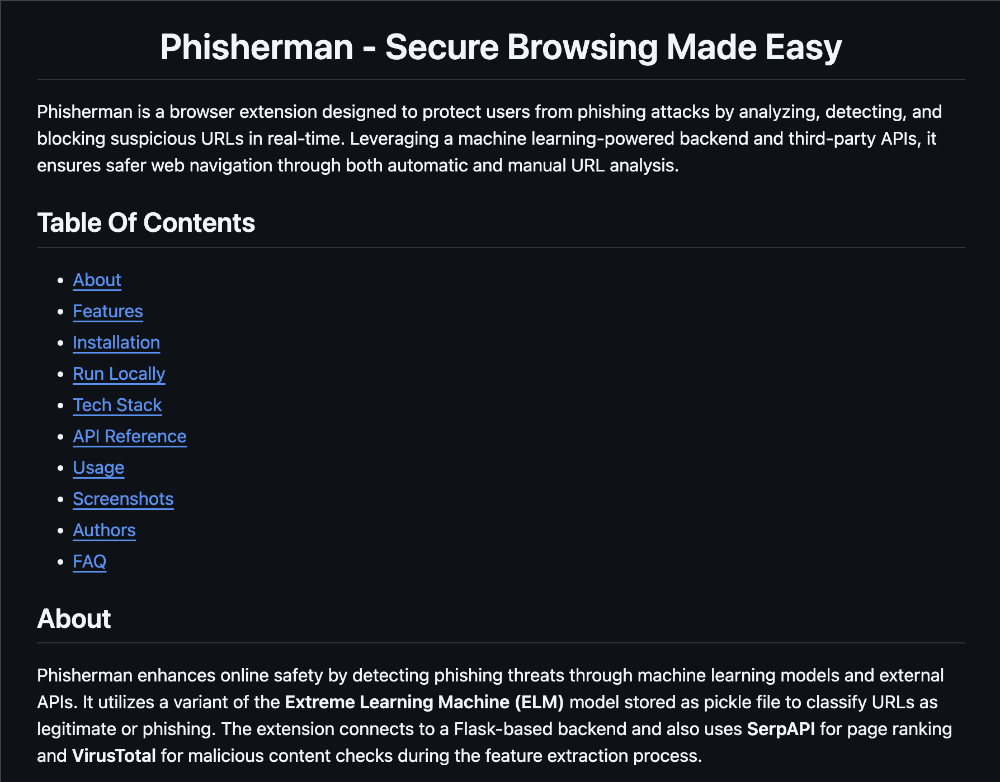 Phisherman - Secure Browsing Made Easy
Phisherman is a browser extension designed to protect users from phishing attacks by analyzing, detecting, and
blocking suspicious URLs in real-time. Leveraging a machine learning-powered backend and third-party APIs, it
ensures safer web navigation through both automatic and manual URL analysis.
Table Of Contents
• About
• Features
• Installation
• Run Locally
• Tech Stack
• API Reference
• Usage
• Screenshots
• Authors
• FAQ
About
Phisherman enhances online safety by detecting phishing threats through machine learning models and external
APIs. It utilizes a variant of the Extreme Learning Machine (ELM) model stored as pickle file to classify URLs as
legitimate or phishing. The extension connects to a Flask-based backend and also uses SerpAPI for page ranking
and VirusTotal for malicious content checks during the feature extraction process.